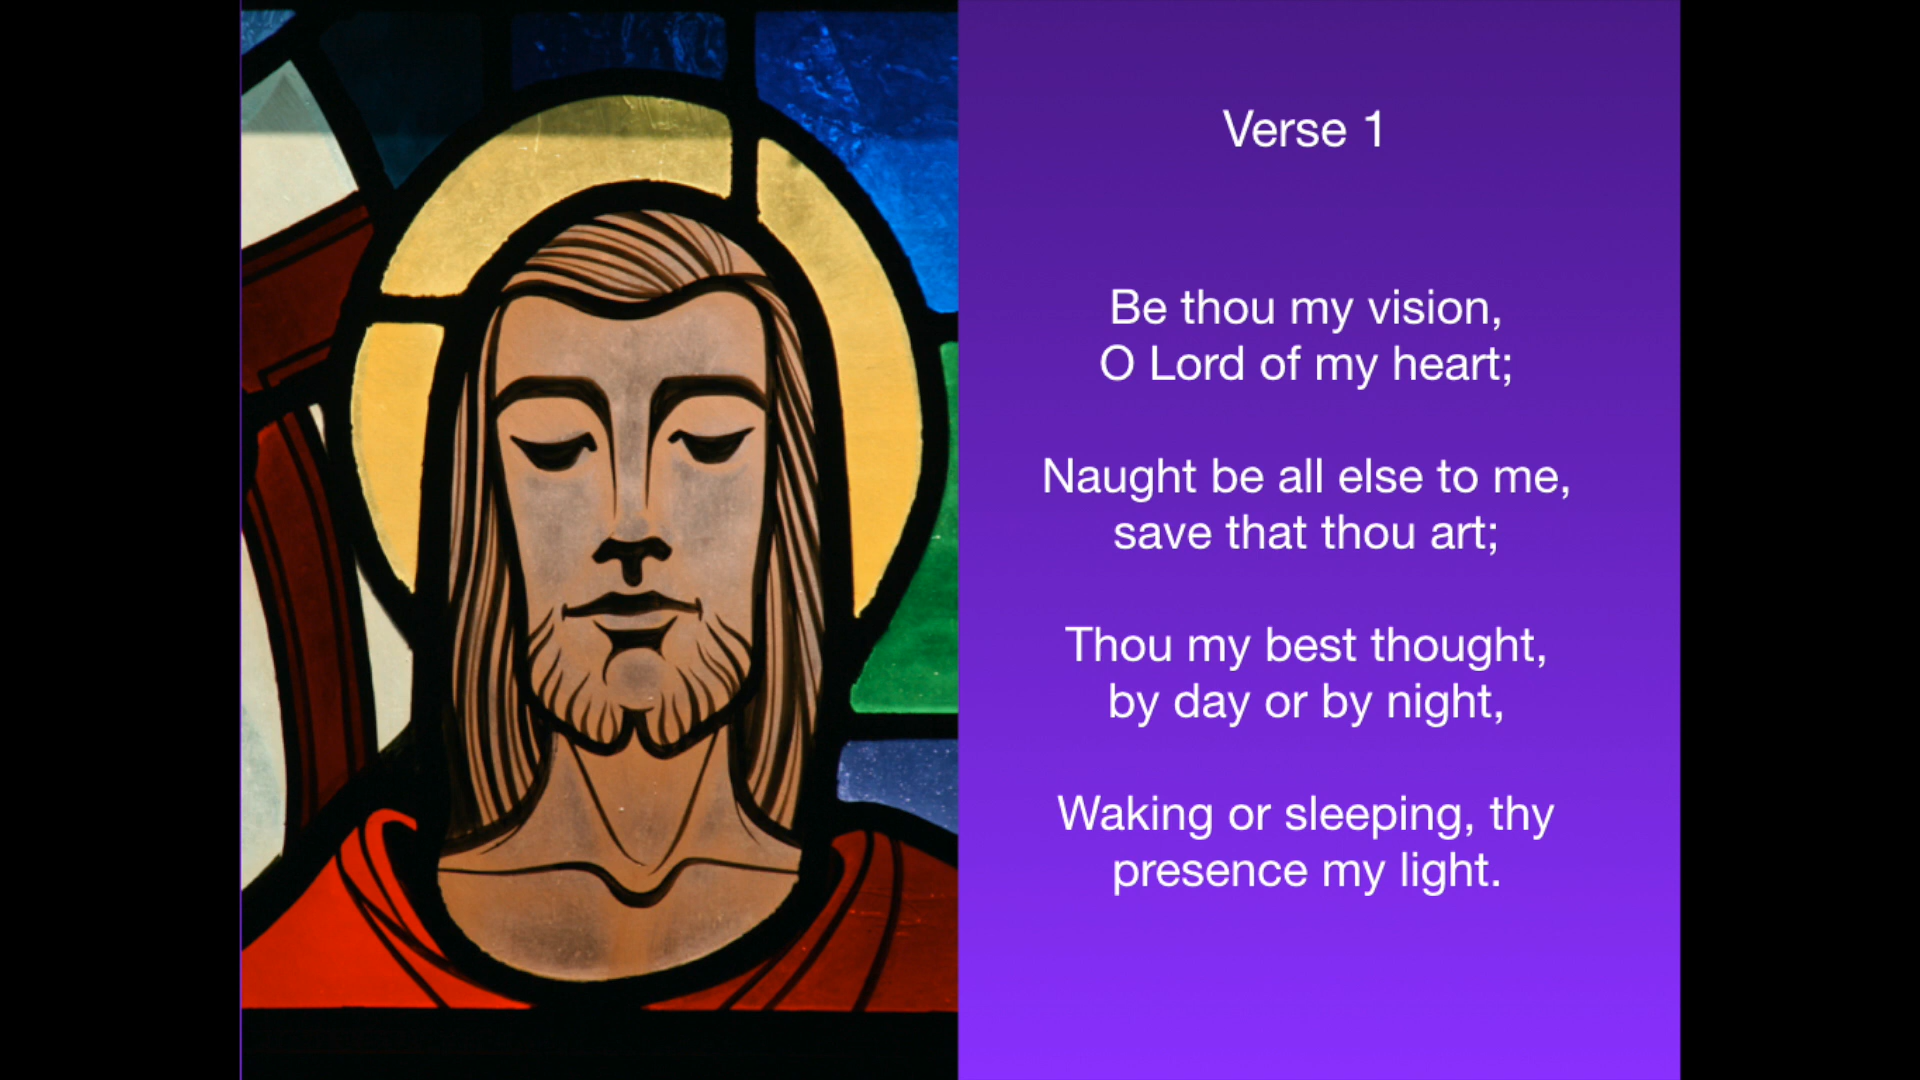 Verse 1
Be thou my vision,
O Lord of my heart;
Naught be all else to me,
save that thou art;
Thou my best thought,
by day or by night,
Waking or sleeping, thy
presence my light.